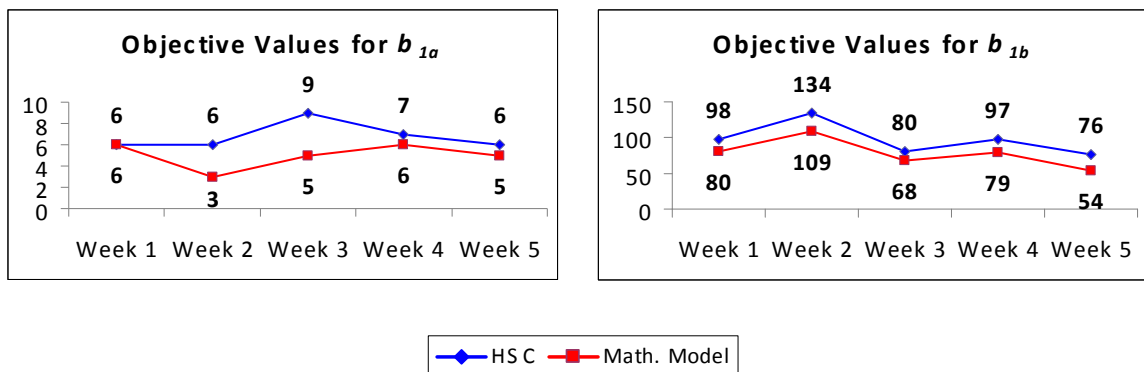 Objective Values for b 1a
10
8
6
4
2
0
6 6 9 7 6
6 3 5 6 5
Week 1 Week 2 Week 3 Week 4 Week 5
Objective Values for b 1b
150
100
50
0
98 134 80 97 76
80 109 68 79 54
Week 1 Week 2 Week 3 Week 4 Week 5
HSC Math. Model